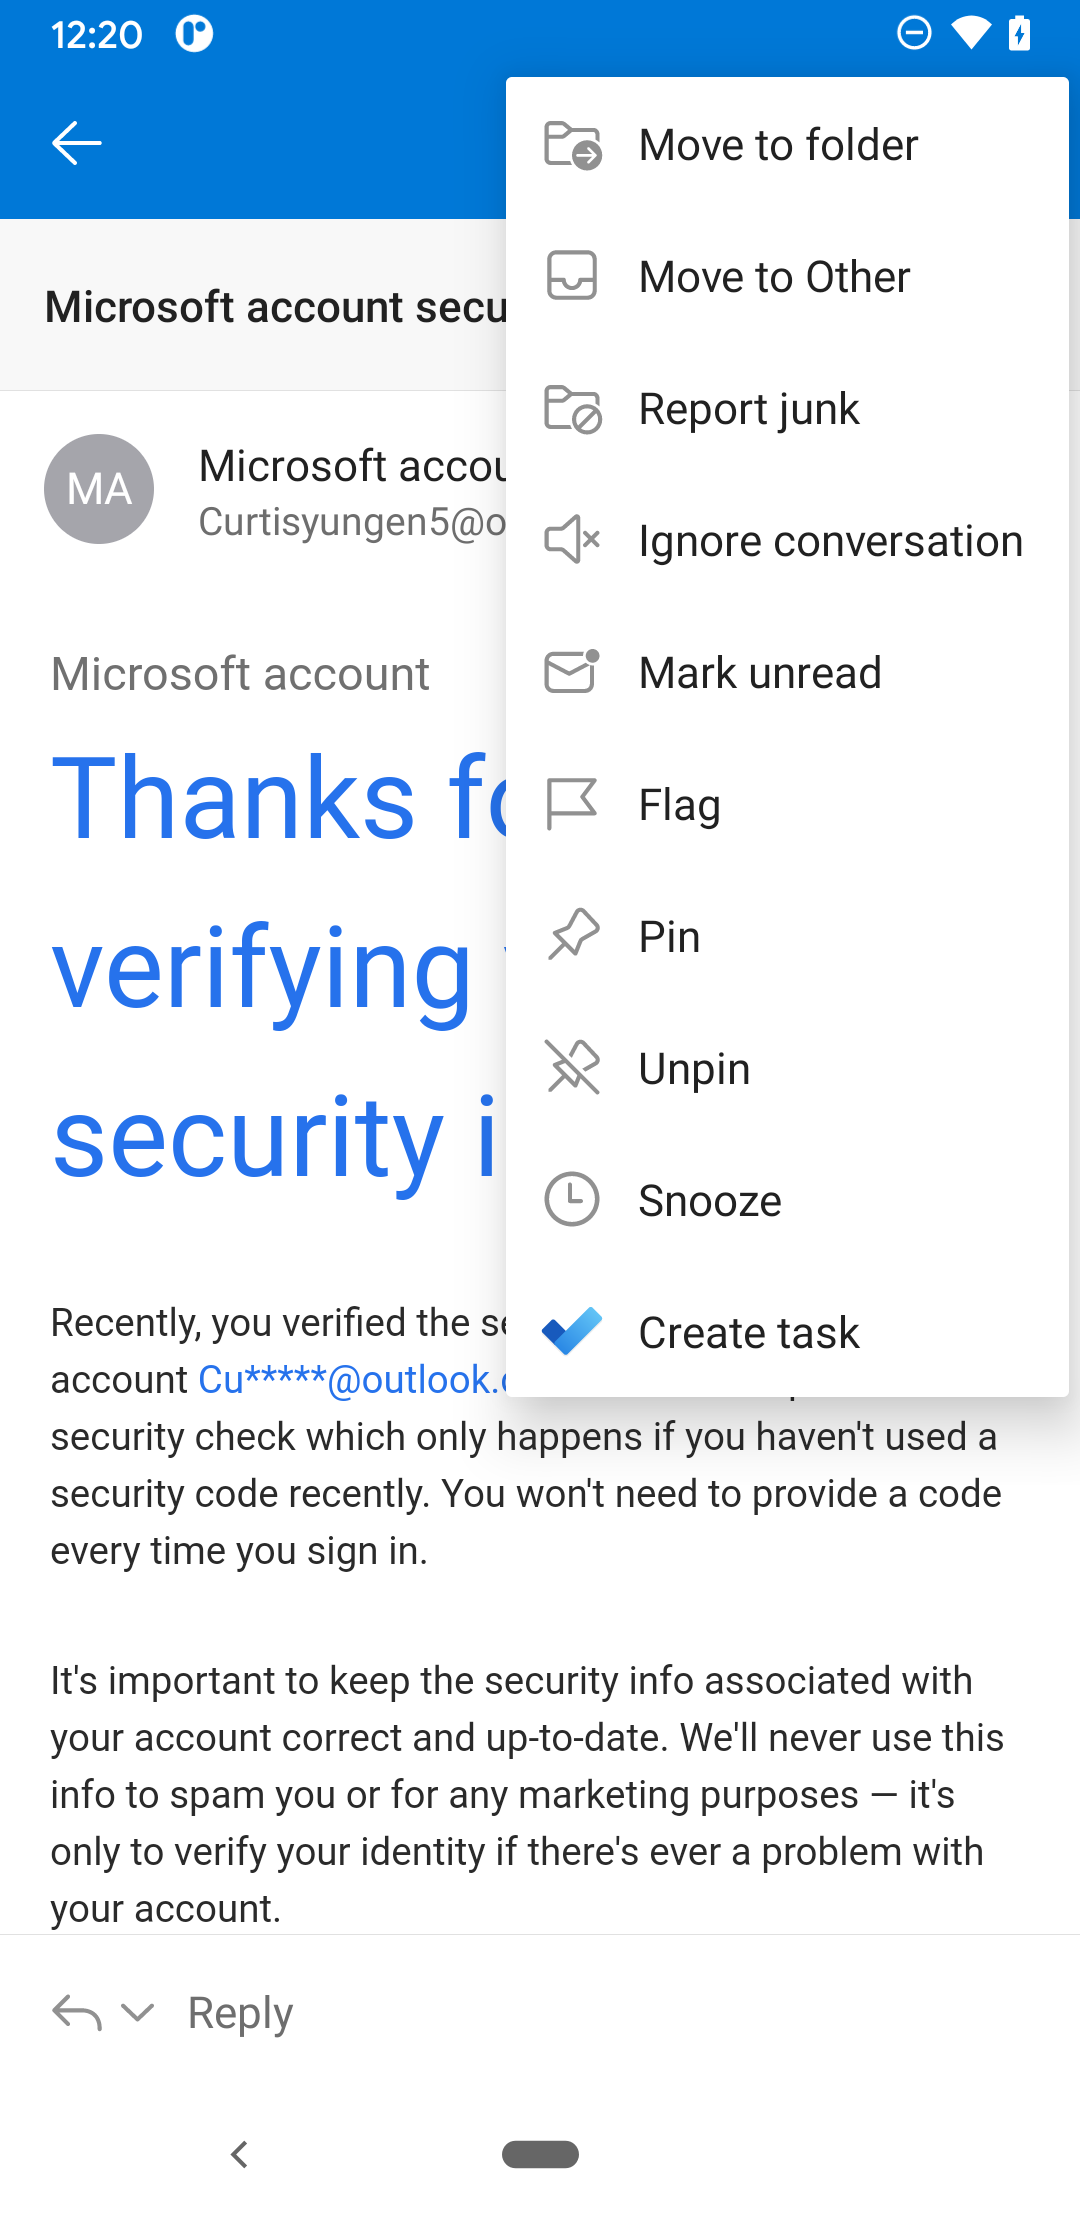 12:20
Move to folder
Move to Other
Report junk
Ignore conversation
Mark unread
Flag
Pin
Unpin
Snooze
Create task
Microsoft account
MA
Microsoft
Curtisyungen5@o
Microsoft account
Thanks
verifying
security
Recently, you verified the
account Cu*****@outlook.
security check which only happens if you haven't used a
security code recently. You won't need to provide a code
every time you sign in.
It's important to keep the security info associated with
your account correct and up-to-date. We'll never use this
info to spam you or for any marketing purposes — it's
only to verify your identity if there's ever a problem with
your account.
Reply